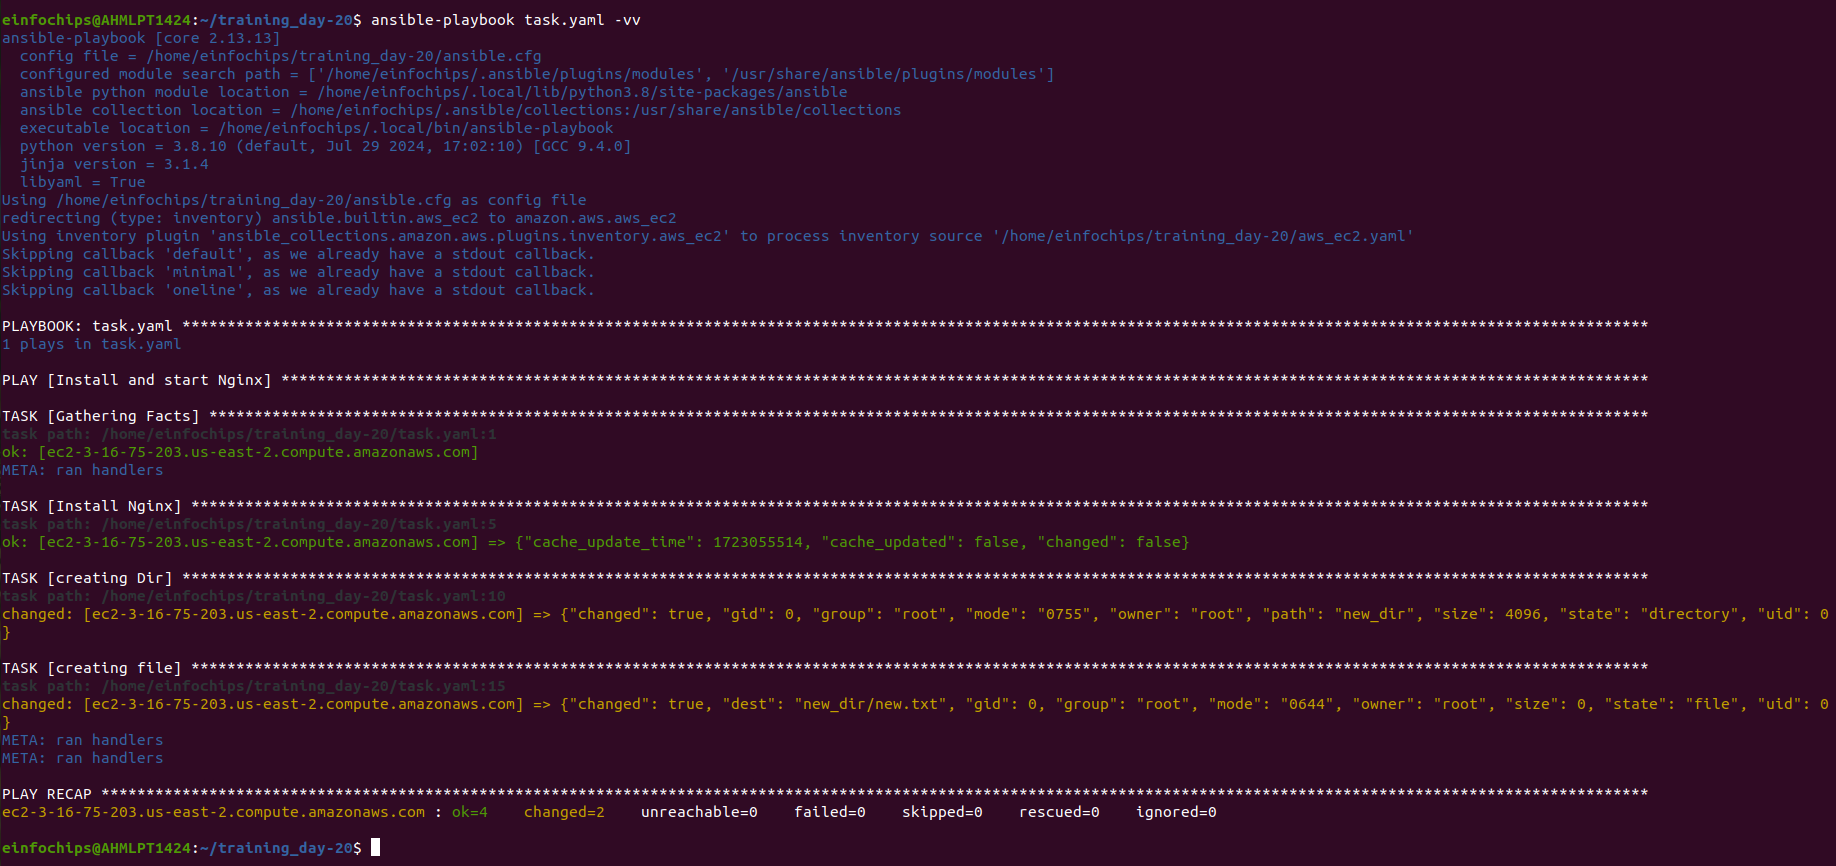 einfochips@AHMLPT1424:~/training_day-20$ ansible-playbook task.yaml -vv
ansible-playbook [core 2.13.13]
  config file = /home/einfochips/training_day-20/ansible.cfg
  configured module search path = ['/home/einfochips/.ansible/plugins/modules', '/usr/share/ansible/plugins/modules']
  ansible python module location = /home/einfochips/.local/lib/python3.8/site-packages/ansible
  ansible collection location = /home/einfochips/.ansible/collections:/usr/share/ansible/collections
  executable location = /home/einfochips/.local/bin/ansible-playbook
  python version = 3.8.10 (default, Jul 29 2024, 17:02:10) [GCC 9.4.0]
  jinja version = 3.1.4
  libyaml = True
Using /home/einfochips/training_day-20/ansible.cfg as config file
redirecting (type: inventory) ansible.builtin.aws_ec2 to amazon.aws.aws_ec2
Using inventory plugin 'ansible_collections.amazon.aws.plugins.inventory.aws_ec2' to process inventory source '/home/einfochips/training_day-20/aws_ec2.yaml'
Skipping callback 'default', as we already have a stdout callback.
Skipping callback 'minimal', as we already have a stdout callback.
Skipping callback 'oneline', as we already have a stdout callback.

PLAYBOOK: task.yaml *******************************************************************************************************************************************************************
1 plays in task.yaml

PLAY [Install and start Nginx] ********************************************************************************************************************************************************

TASK [Gathering Facts] ****************************************************************************************************************************************************************
task path: /home/einfochips/training_day-20/task.yaml:1
ok: [ec2-3-16-75-203.us-east-2.compute.amazonaws.com]
META: ran handlers

TASK [Install Nginx] ******************************************************************************************************************************************************************
task path: /home/einfochips/training_day-20/task.yaml:5
ok: [ec2-3-16-75-203.us-east-2.compute.amazonaws.com] => {"cache_update_time": 1723055514, "cache_updated": false, "changed": false}

TASK [creating Dir] *******************************************************************************************************************************************************************
task path: /home/einfochips/training_day-20/task.yaml:10
changed: [ec2-3-16-75-203.us-east-2.compute.amazonaws.com] => {"changed": true, "gid": 0, "group": "root", "mode": "0755", "owner": "root", "path": "new_dir", "size": 4096, "state": "directory", "uid": 0
}

TASK [creating file] ******************************************************************************************************************************************************************
task path: /home/einfochips/training_day-20/task.yaml:15
changed: [ec2-3-16-75-203.us-east-2.compute.amazonaws.com] => {"changed": true, "dest": "new_dir/new.txt", "gid": 0, "group": "root", "mode": "0644", "owner": "root", "size": 0, "state": "file", "uid": 0
}
META: ran handlers
META: ran handlers

PLAY RECAP ****************************************************************************************************************************************************************************
ec2-3-16-75-203.us-east-2.compute.amazonaws.com : ok=4    changed=2    unreachable=0    failed=0    skipped=0    rescued=0    ignored=0

einfochips@AHMLPT1424:~/training_day-20$